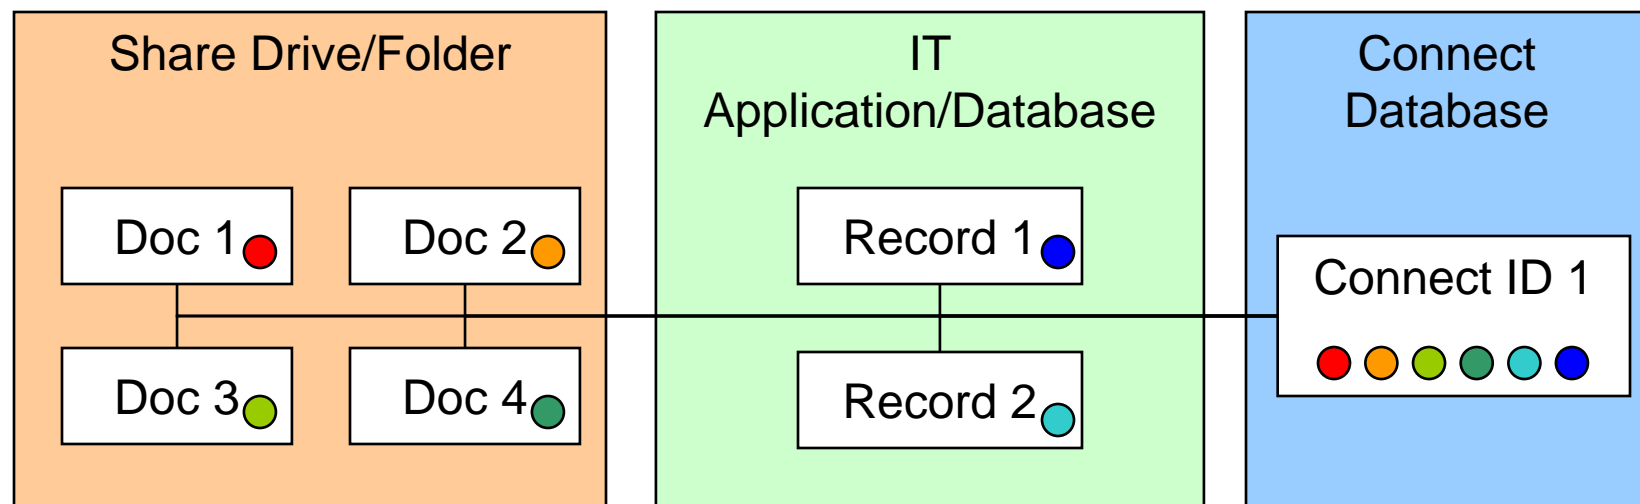 Share Drive/Folder
IT
Application/Database
Connect
Database
Doc 1
Doc 2
Record 1
Connect ID 1
Doc 3
Doc 4
Record 2